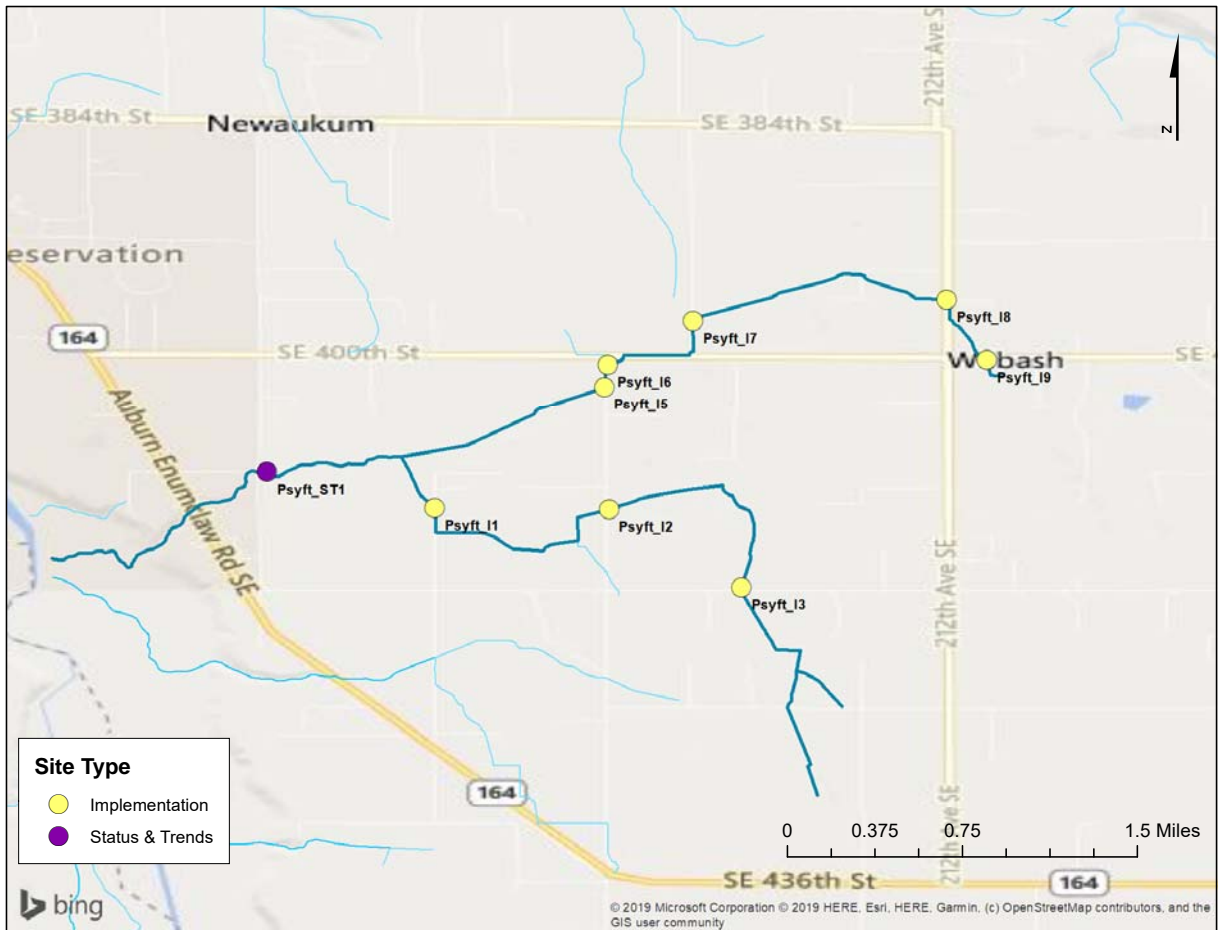 212th Ave S
SE 384th St
Newaukum
SE 384th St
z
eservation
164
SE 400th St
Psyft_I8
Psyft_I7
Wabash
SE 4
Psyft_I9
Psyft_I6
Psyft_I5
Auburn Enumclaw Rd SE
Psyft_ST1
Psyft_I1
Psyft_I2
212th Ave SE
Psyft_I3
Site Type
Implementation
Status & Trends
164
0 0.375 0.75 1.5 Miles
212th Ave SE
SE 436th St
164
bing
© 2019 Microsoft Corporation © 2019 HERE, Esri, HERE, Garmin, (c) OpenStreetMap contributors, and the
GIS user community